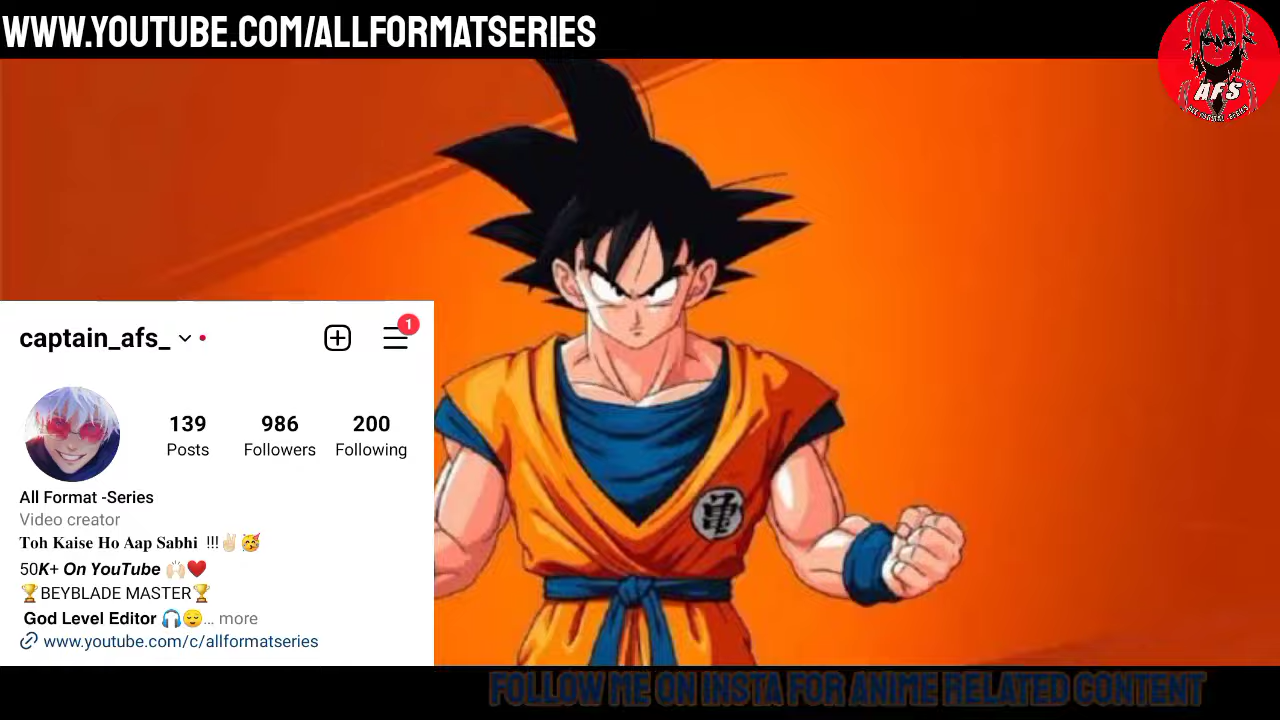 WWW.YOUTUBE.COM/ALLFORMATSERIES
AFS
captain_afs_
1
139 986 200
Posts Followers Following
All Format -Series
Video creator
Toh Kaise Ho Aap Sabhi !!!✌🏻🥳
50K+ On YouTube 🙌🏻❤️
🏆BEYBLADE MASTER🏆
God Level Editor 🎧😌... more
www.youtube.com/c/allformatseries
FOLLOW ME ON INSTA FOR ANIME RELATED CONTENT